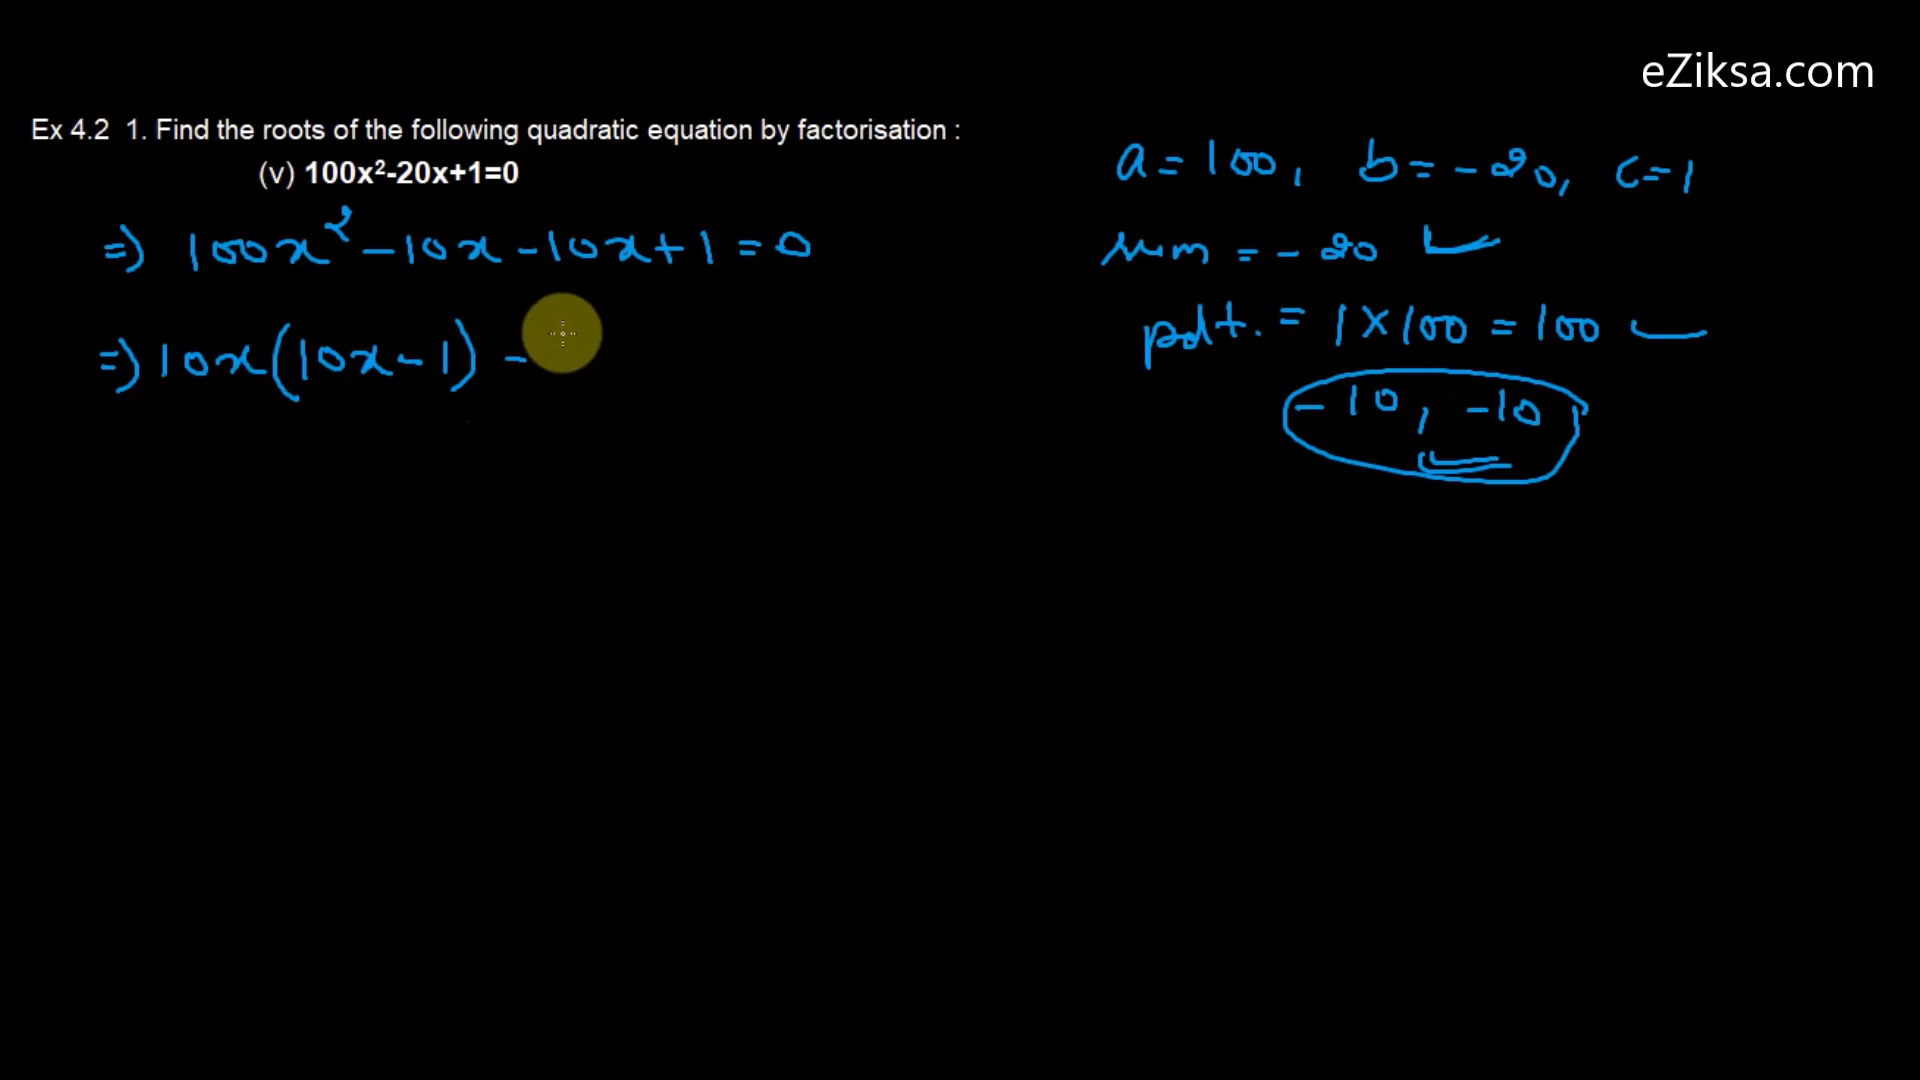 eZiksa.com
Ex 4.2 1. Find the roots of the following quadratic equation by factorisation :
(v) 100x²-20x+1=0
⇒ 100x² - 10x - 10x + 1 = 0
⇒ 10x(10x - 1) -
a = 100, b = - 20, c = 1
sum = - 20
pdt. = 1 × 100 = 100
- 10, - 10